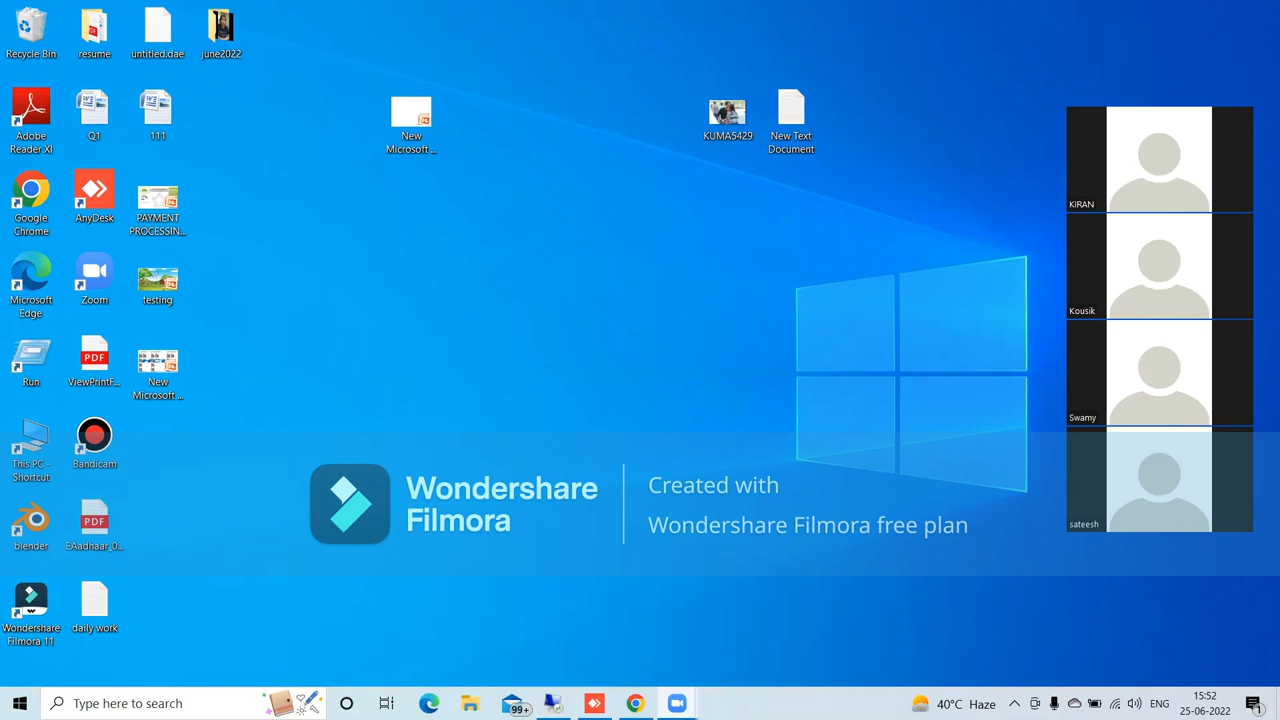 Recycle Bin
resume
untitled.dae
june2022
Adobe
Reader XI
Q1
111
New
Microsoft ...
KUMA5429
New Text
Document
Google
Chrome
AnyDesk
PAYMENT
PROCESSIN...
Microsoft
Edge
Zoom
testing
Run
PDF
ViewPrintF...
New
Microsoft ...
This PC -
Shortcut
Bandicam
blender
PDF
EAadhaar_0...
Wondershare
Filmora 11
daily work
KIRAN
Kousik
Swamy
sateesh
Wondershare
Filmora
Created with
Wondershare Filmora free plan
Type here to search
99+
40°C Haze
ENG
15:52
25-06-2022
1